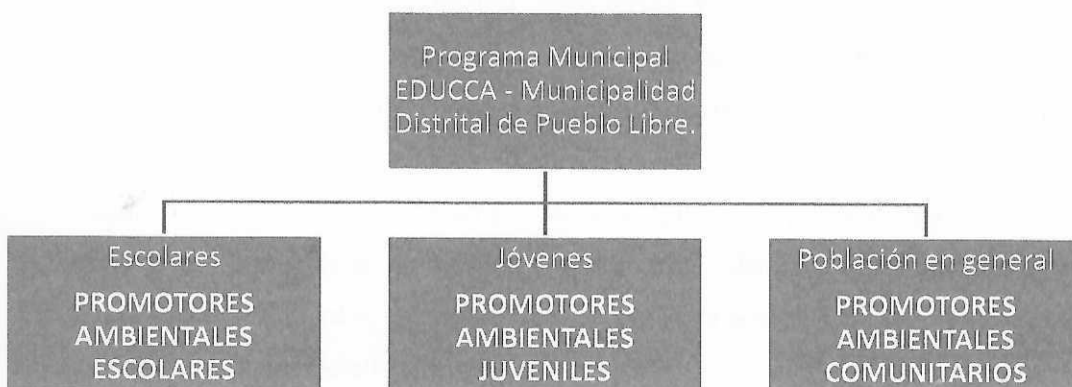 Programa Municipal
EDUCCA - Municipalidad
Distrital de Pueblo Libre.
Escolares
PROMOTORES
AMBIENTALES
ESCOLARES
Jóvenes
PROMOTORES
AMBIENTALES
JUVENILES
Población en general
PROMOTORES
AMBIENTALES
COMUNITARIOS